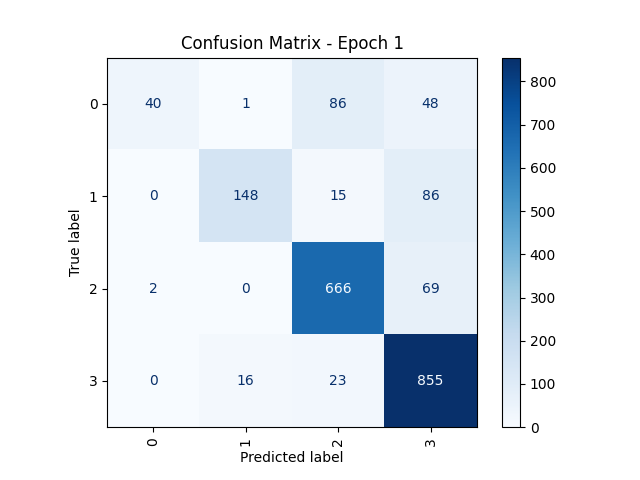 Confusion Matrix - Epoch 1
True label
0 40 1 86 48
1 0 148 15 86
2 2 0 666 69
3 0 16 23 855
0 1 2 3
Predicted label
800
700
600
500
400
300
200
100
0